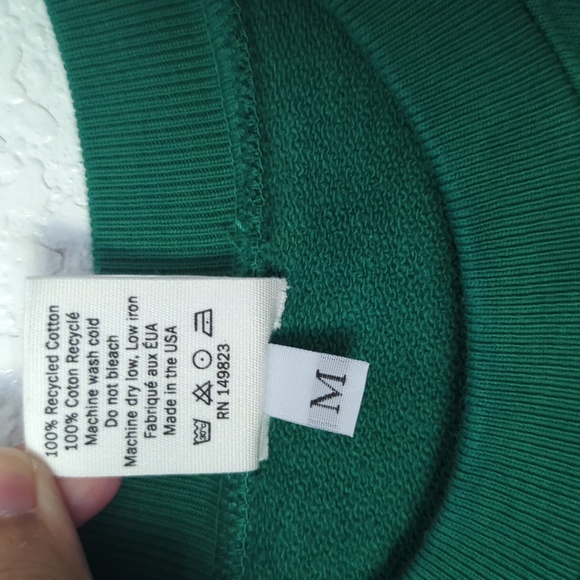 100% Recycled Cotton
100% Coton Recyclé
Machine wash cold
Do not bleach
Machine dry low, Low iron
Fabriqué aux ÉUA
Made in the USA
30°C
RN 149823
M